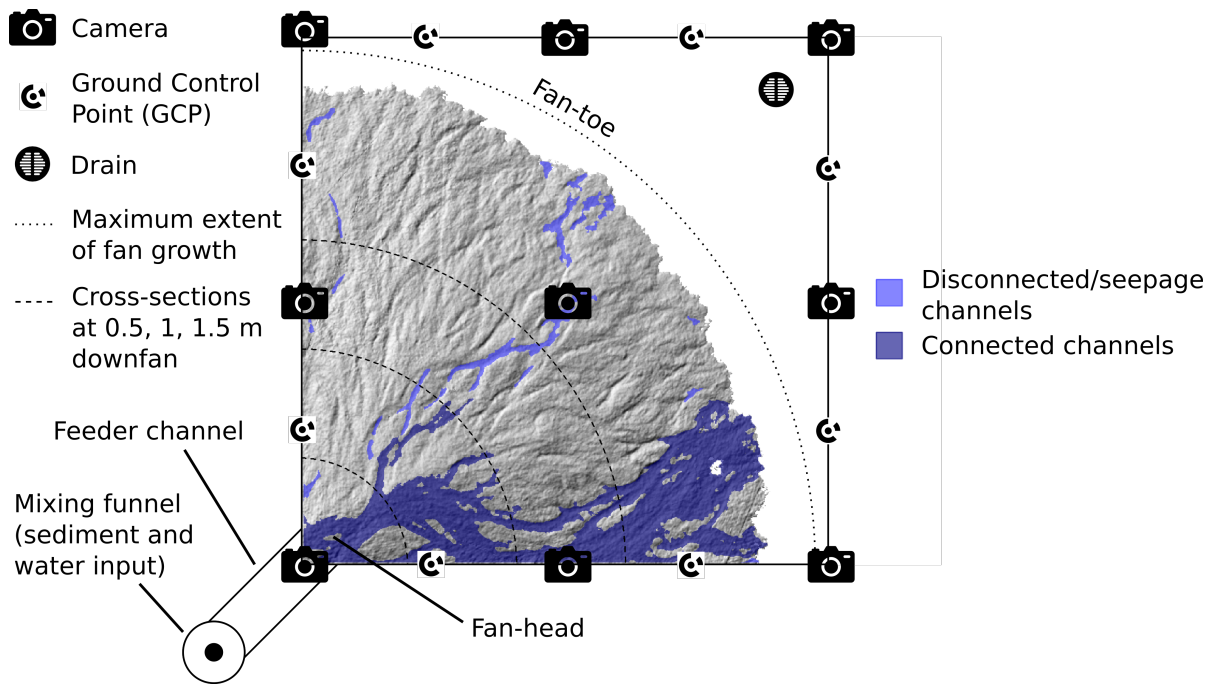 Camera
Ground Control
Point (GCP)
Drain
Maximum extent
of fan growth
Cross-sections
at 0.5, 1, 1.5 m
downfan
Feeder channel
Mixing funnel
(sediment and
water input)
Fan-toe
Fan-head
Disconnected/seepage
channels
Connected channels